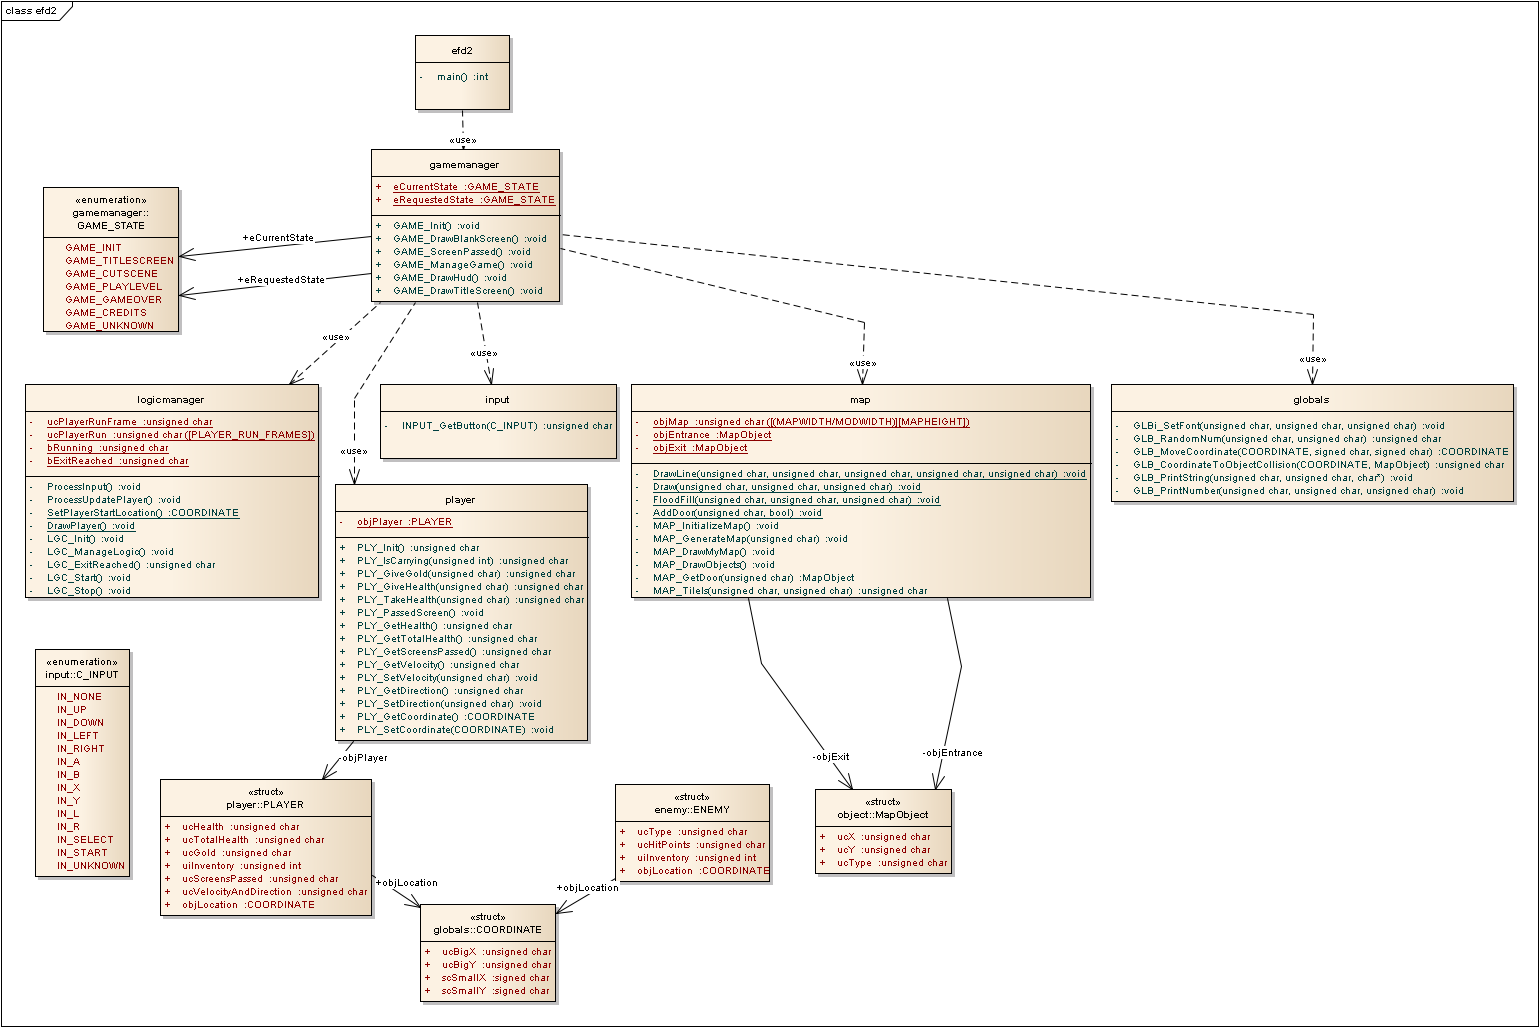 class efd2
efd2
- main() :int
«use»
gamemanager
+ eCurrentState :GAME_STATE
+ eRequestedState :GAME_STATE
+ GAME_Init() :void
+ GAME_DrawBlankScreen() :void
+ GAME_ScreenPassed() :void
+ GAME_ManageGame() :void
+ GAME_DrawHud() :void
+ GAME_DrawTitleScreen() :void
«enumeration»
gamemanager::
GAME_STATE
GAME_INIT
GAME_TITLESCREEN
GAME_CUTSCENE
GAME_PLAYLEVEL
GAME_GAMEOVER
GAME_CREDITS
GAME_UNKNOWN
+eCurrentState
+eRequestedState
«use»
«use»
«use»
«use»
«use»
logicmanager
- ucPlayerRunFrame :unsigned char
- ucPlayerRun :unsigned char ([PLAYER_RUN_FRAMES])
- bRunning :unsigned char
- bExitReached :unsigned char
- ProcessInput() :void
- ProcessUpdatePlayer() :void
- SetPlayerStartLocation() :COORDINATE
- DrawPlayer() :void
- LGC_Init() :void
- LGC_ManageLogic() :void
- LGC_ExitReached() :unsigned char
- LGC_Start() :void
- LGC_Stop() :void
input
- INPUT_GetButton(C_INPUT) :unsigned char
map
- objMap :unsigned char ([(MAPWIDTH/MODWIDTH)][MAPHEIGHT])
- objEntrance :MapObject
- objExit :MapObject
- DrawLine(unsigned char, unsigned char, unsigned char, unsigned char, unsigned char) :void
- Draw(unsigned char, unsigned char, unsigned char) :void
- FloodFill(unsigned char, unsigned char, unsigned char) :void
- AddDoor(unsigned char, bool) :void
- MAP_InitializeMap() :void
- MAP_GenerateMap(unsigned char) :void
- MAP_DrawMyMap() :void
- MAP_DrawObjects() :void
- MAP_GetDoor(unsigned char) :MapObject
- MAP_TileIs(unsigned char, unsigned char) :unsigned char
globals
- GLBi_SetFont(unsigned char, unsigned char, unsigned char) :void
- GLB_RandomNum(unsigned char, unsigned char) :unsigned char
- GLB_MoveCoordinate(COORDINATE, signed char, signed char) :COORDINATE
- GLB_CoordinateToObjectCollision(COORDINATE, MapObject) :unsigned char
- GLB_PrintString(unsigned char, unsigned char, char*) :void
- GLB_PrintNumber(unsigned char, unsigned char, unsigned char) :void
player
- objPlayer :PLAYER
+ PLY_Init() :unsigned char
+ PLY_IsCarrying(unsigned int) :unsigned char
+ PLY_GiveGold(unsigned char) :unsigned char
+ PLY_GiveHealth(unsigned char) :unsigned char
+ PLY_TakeHealth(unsigned char) :unsigned char
+ PLY_PassedScreen() :void
+ PLY_GetHealth() :unsigned char
+ PLY_GetTotalHealth() :unsigned char
+ PLY_GetScreensPassed() :unsigned char
+ PLY_GetVelocity() :unsigned char
+ PLY_SetVelocity(unsigned char) :void
+ PLY_GetDirection() :unsigned char
+ PLY_SetDirection(unsigned char) :void
+ PLY_GetCoordinate() :COORDINATE
+ PLY_SetCoordinate(COORDINATE) :void
«enumeration»
input::C_INPUT
IN_NONE
IN_UP
IN_DOWN
IN_LEFT
IN_RIGHT
IN_A
IN_B
IN_X
IN_Y
IN_L
IN_R
IN_SELECT
IN_START
IN_UNKNOWN
-objPlayer
-objExit
-objEntrance
«struct»
player::PLAYER
+ ucHealth :unsigned char
+ ucTotalHealth :unsigned char
+ ucGold :unsigned char
+ uiInventory :unsigned int
+ ucScreensPassed :unsigned char
+ ucVelocityAndDirection :unsigned char
+ objLocation :COORDINATE
«struct»
enemy::ENEMY
+ ucType :unsigned char
+ ucHitPoints :unsigned char
+ uiInventory :unsigned int
+ objLocation :COORDINATE
«struct»
object::MapObject
+ ucX :unsigned char
+ ucY :unsigned char
+ ucType :unsigned char
+objLocation
+objLocation
«struct»
globals::COORDINATE
+ ucBigX :unsigned char
+ ucBigY :unsigned char
+ scSmallX :signed char
+ scSmallY :signed char